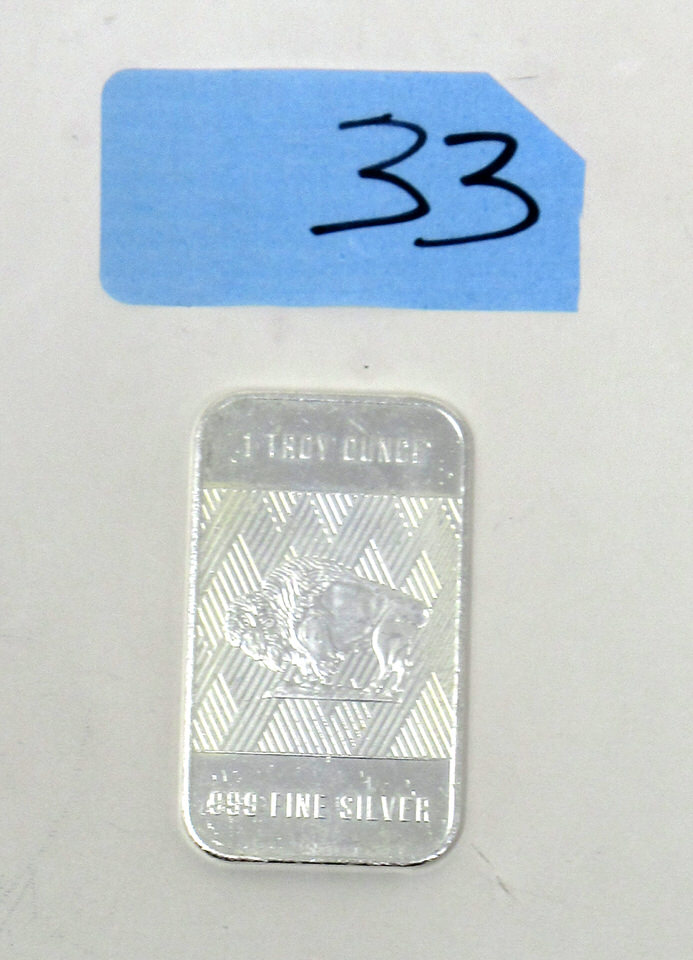 33
1 TROY OUNCE
.999 FINE SILVER